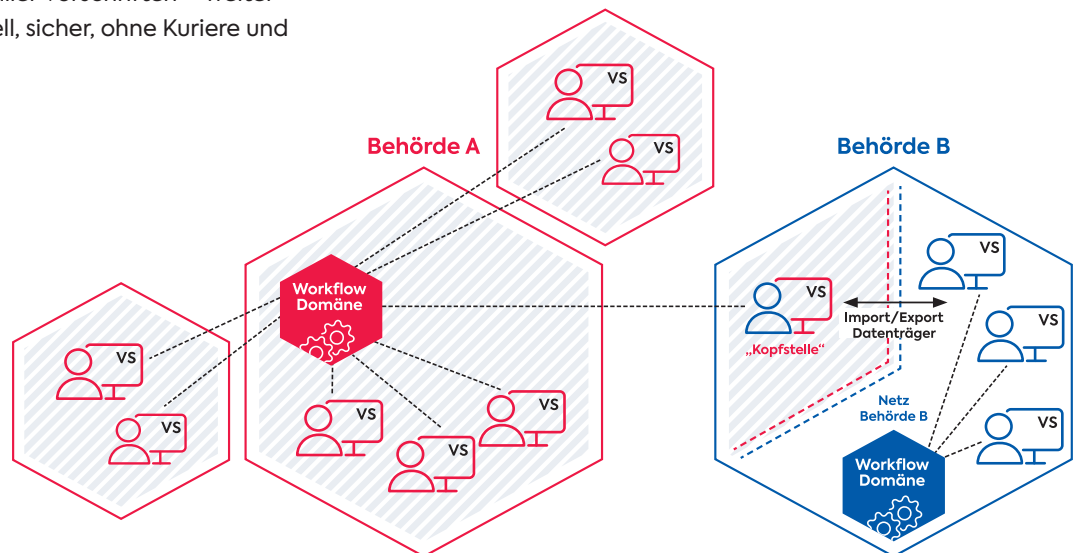 ell, sicher, ohne Kuriere und
VS
VS
Behörde A
Behörde B
VS
Workflow
Domäne
VS
Import/Export
Datenträger
„Kopfstelle“
VS
VS
VS
VS
VS
VS
Netz
Behörde B
VS
VS
Workflow
Domäne